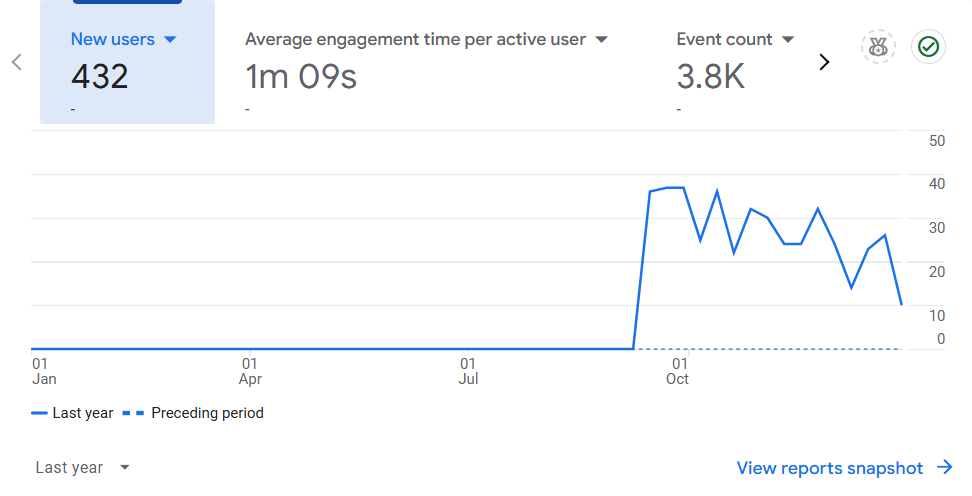 New users
Average engagement time per active user
Event count
432
1m 09s
3.8K
-
-
-
50
40
30
20
10
0
01
Jan
01
Apr
01
Jul
01
Oct
Last year
Preceding period
Last year
View reports snapshot